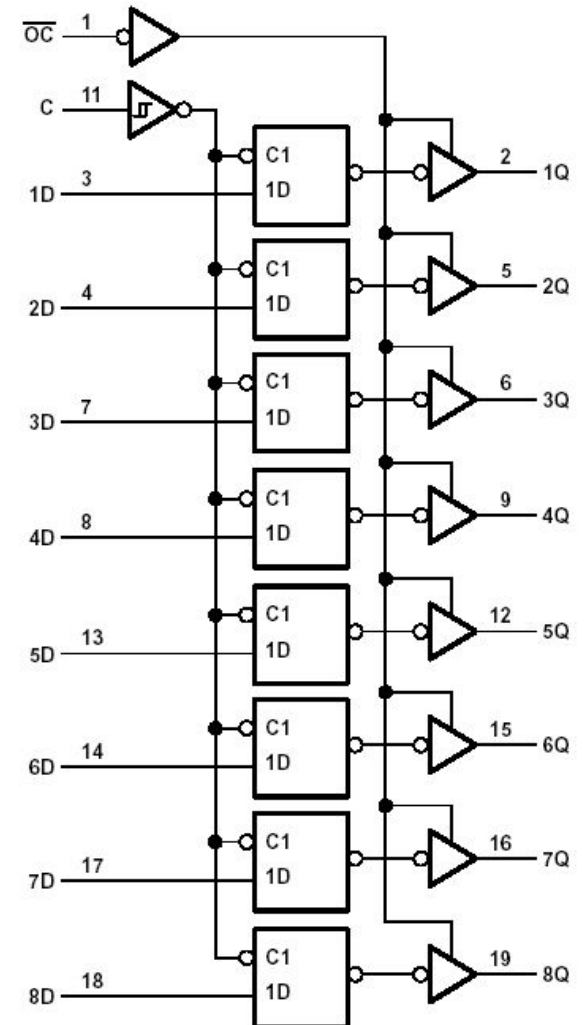 OC 1
C 11
C1
1D 3 1D 2 1Q
C1
2D 4 1D 5 2Q
C1
3D 7 1D 6 3Q
C1
4D 8 1D 9 4Q
C1
5D 13 1D 12 5Q
C1
6D 14 1D 15 6Q
C1
7D 17 1D 16 7Q
C1
8D 18 1D 19 8Q